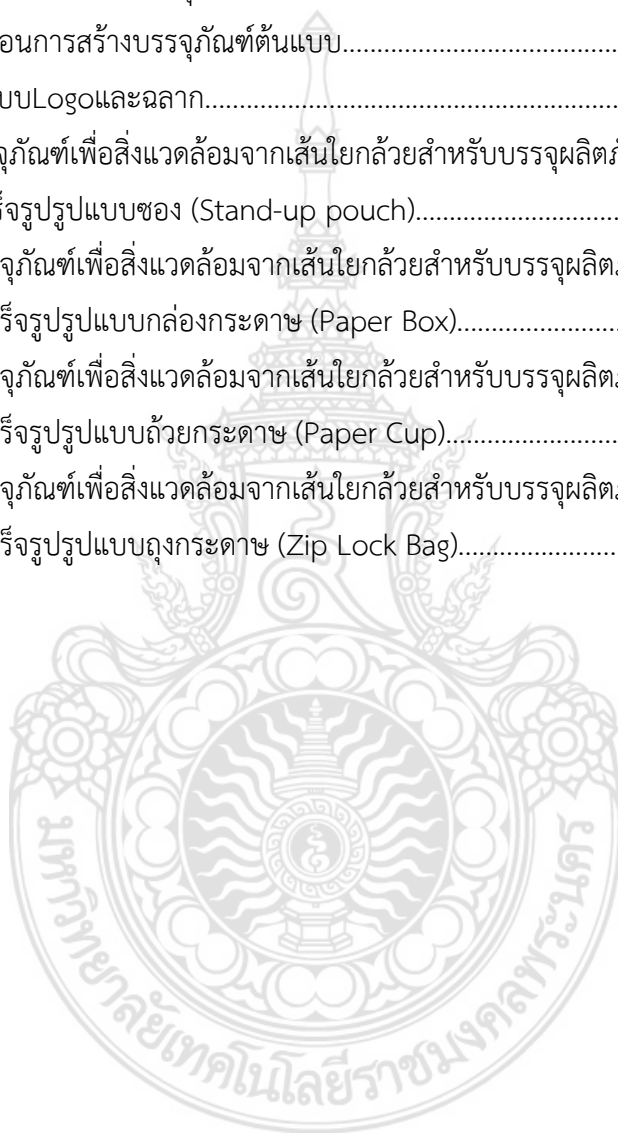 อนการสร้างบรรจุภัณฑ์ต้นแบบ......................................................
บบLogoและฉลาก......................................................................
จุภัณฑ์เพื่อสิ่งแวดล้อมจากเส้นใยกล้วยสำหรับบรรจุผลิตภั
ร็จรูปรูปแบบซอง (Stand-up pouch)....................................
จุภัณฑ์เพื่อสิ่งแวดล้อมจากเส้นใยกล้วยสำหรับบรรจุผลิตภ
ร็จรูปรูปแบบกล่องกระดาษ (Paper Box)...........................
จุภัณฑ์เพื่อสิ่งแวดล้อมจากเส้นใยกล้วยสำหรับบรรจุผลิตภ
ร็จรูปรูปแบบถ้วยกระดาษ (Paper Cup).............................
จุภัณฑ์เพื่อสิ่งแวดล้อมจากเส้นใยกล้วยสำหรับบรรจุผลิตภ
ร็จรูปรูปแบบถุงกระดาษ (Zip Lock Bag)..........................
มหาวิทยาลัยเทคโนโลยีราชมงคลพระนคร